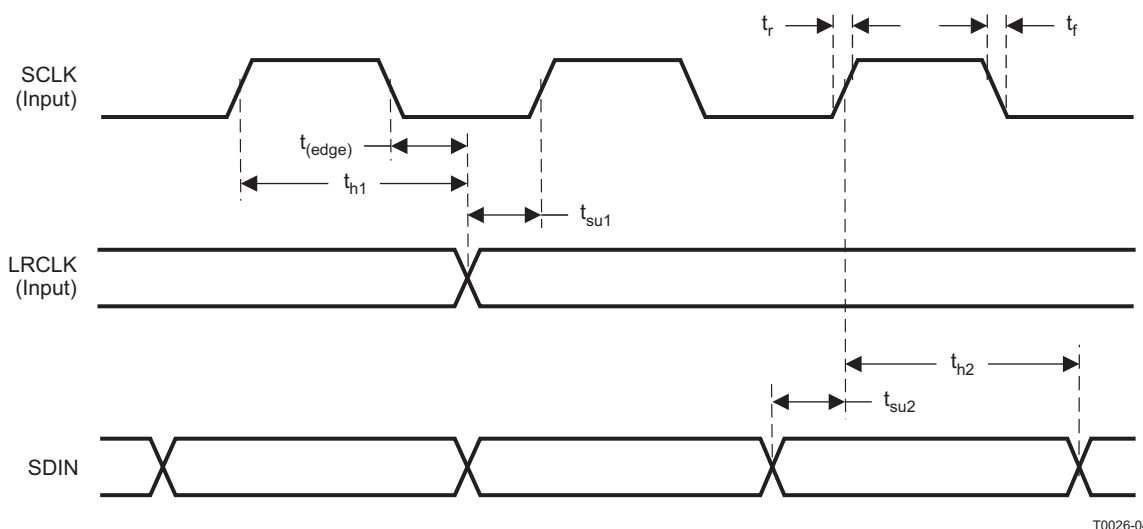 t_r
t_f
SCLK
(Input)
t_(edge)
t_h1
t_su1
LRCLK
(Input)
t_h2
t_su2
SDIN
T0026-0